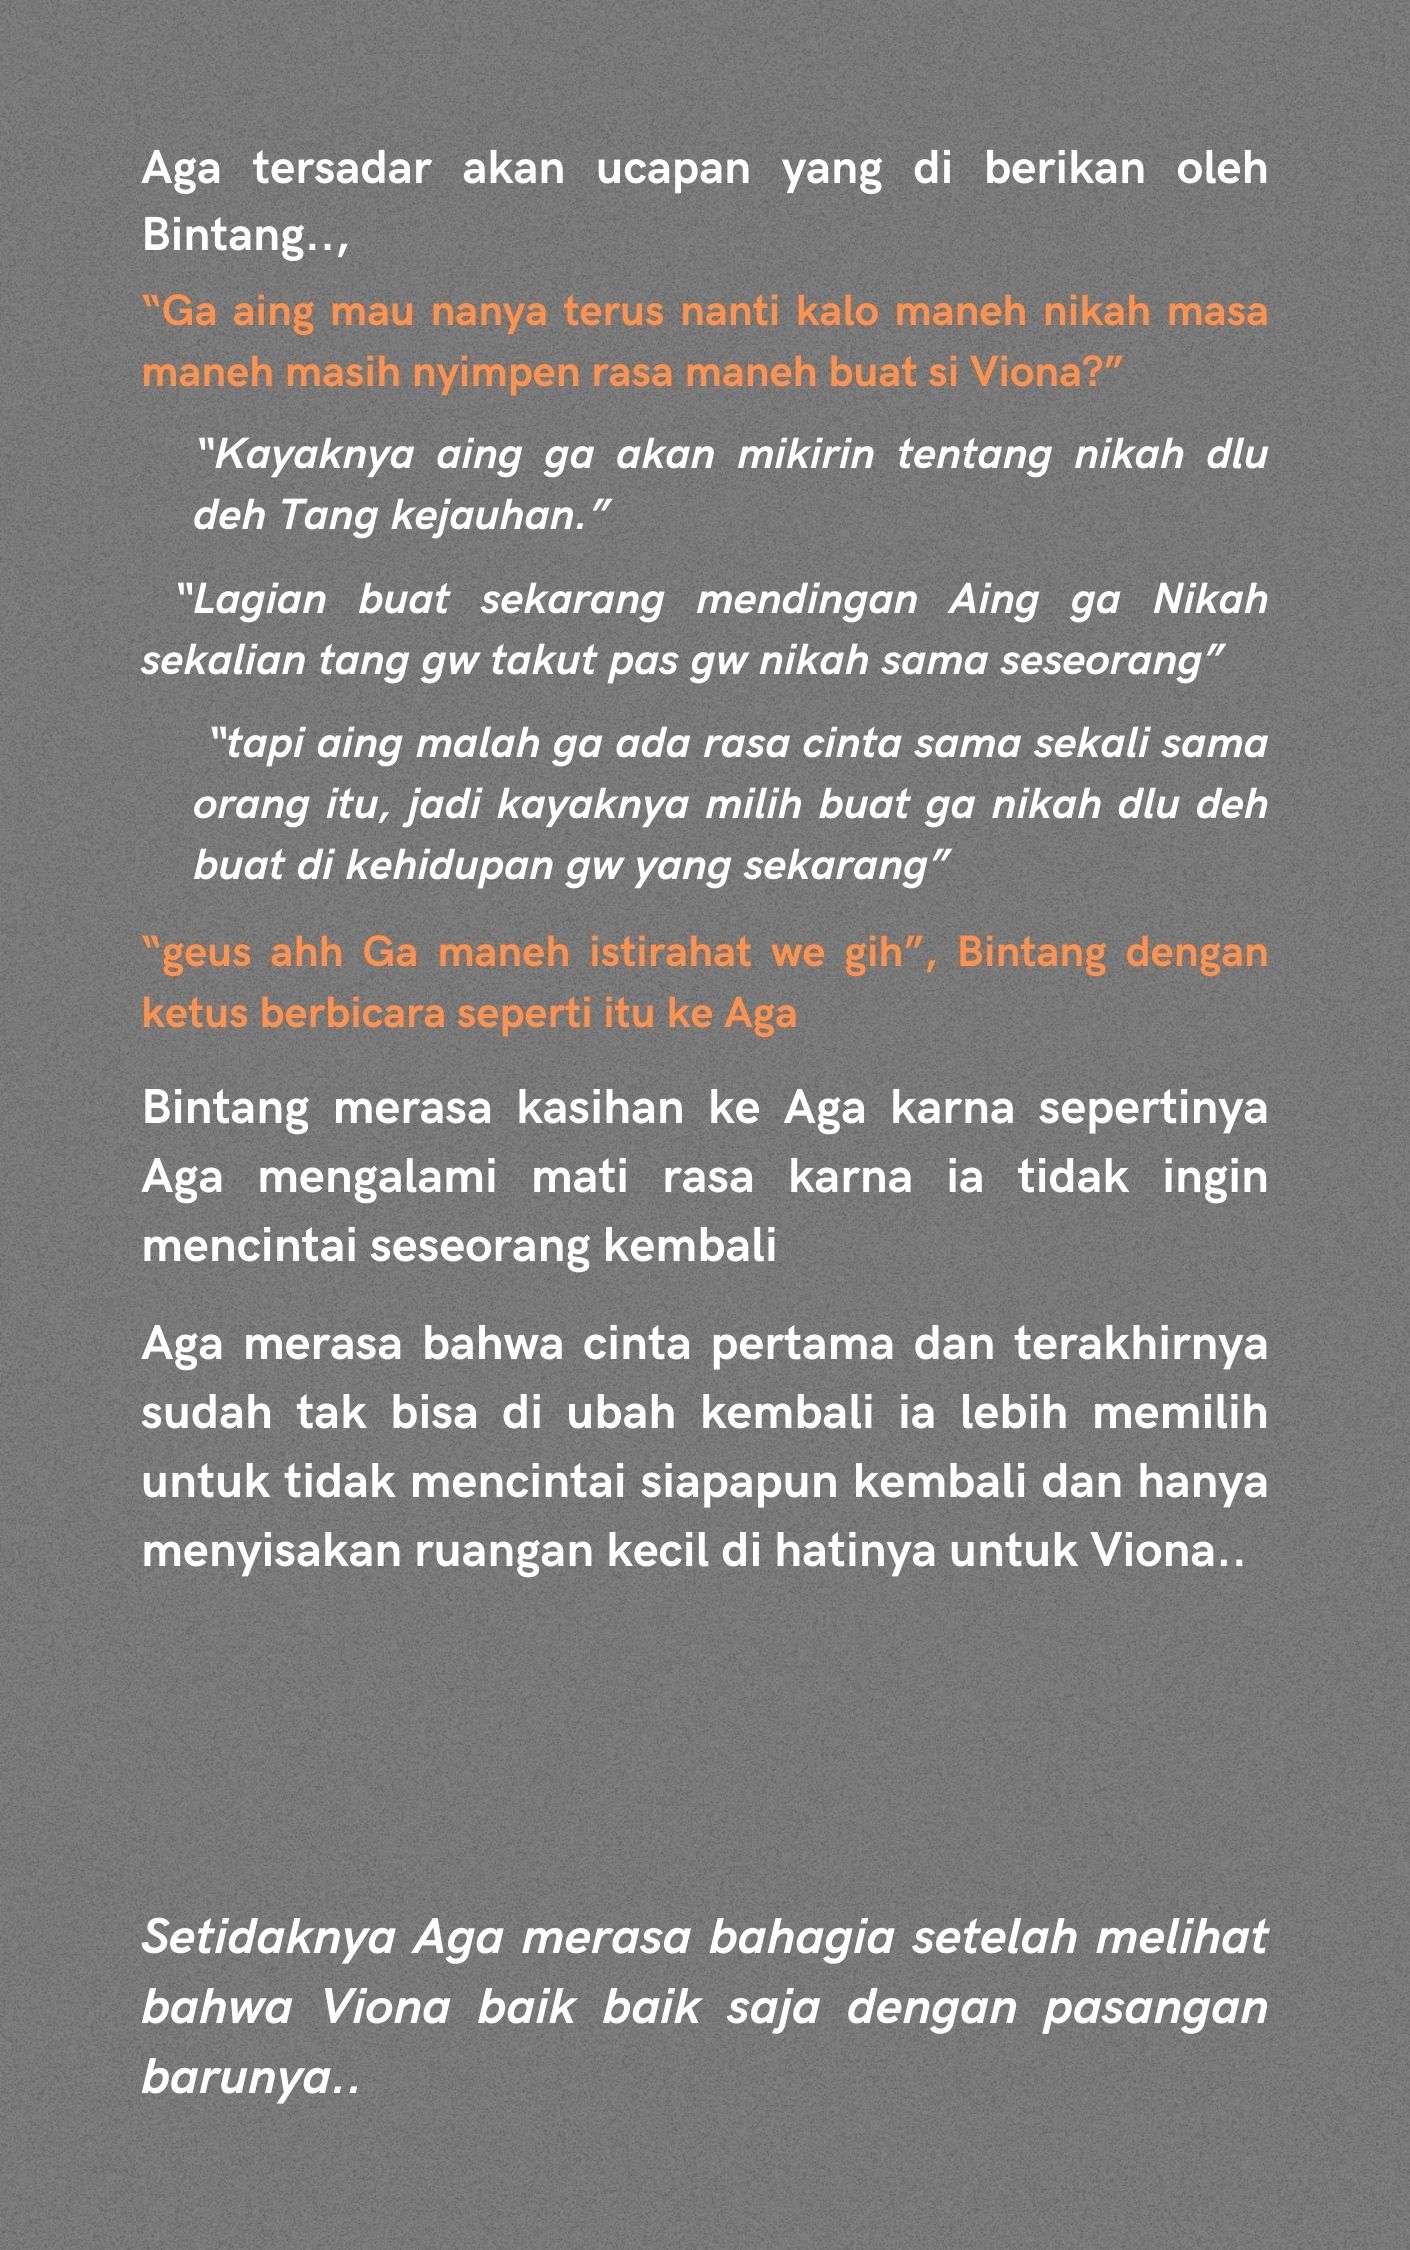 Aga tersadar akan ucapan yang di berikan oleh
Bintang..,
“Ga aing mau nanya terus nanti kalo maneh nikah masa
maneh masih nyimpen rasa maneh buat si Viona?”
“Kayaknya aing ga akan mikirin tentang nikah dlu
deh Tang kejauhan.”
“Lagian buat sekarang mendingan Aing ga Nikah
sekalian tang gw takut pas gw nikah sama seseorang”
“tapi aing malah ga ada rasa cinta sama sekali sama
orang itu, jadi kayaknya milih buat ga nikah dlu deh
buat di kehidupan gw yang sekarang”
“geus ahh Ga maneh istirahat we gih”, Bintang dengan
ketus berbicara seperti itu ke Aga
Bintang merasa kasihan ke Aga karna sepertinya
Aga mengalami mati rasa karna ia tidak ingin
mencintai seseorang kembali
Aga merasa bahwa cinta pertama dan terakhirnya
sudah tak bisa di ubah kembali ia lebih memilih
untuk tidak mencintai siapapun kembali dan hanya
menyisakan ruangan kecil di hatinya untuk Viona..
Setidaknya Aga merasa bahagia setelah melihat
bahwa Viona baik baik saja dengan pasangan
barunya..